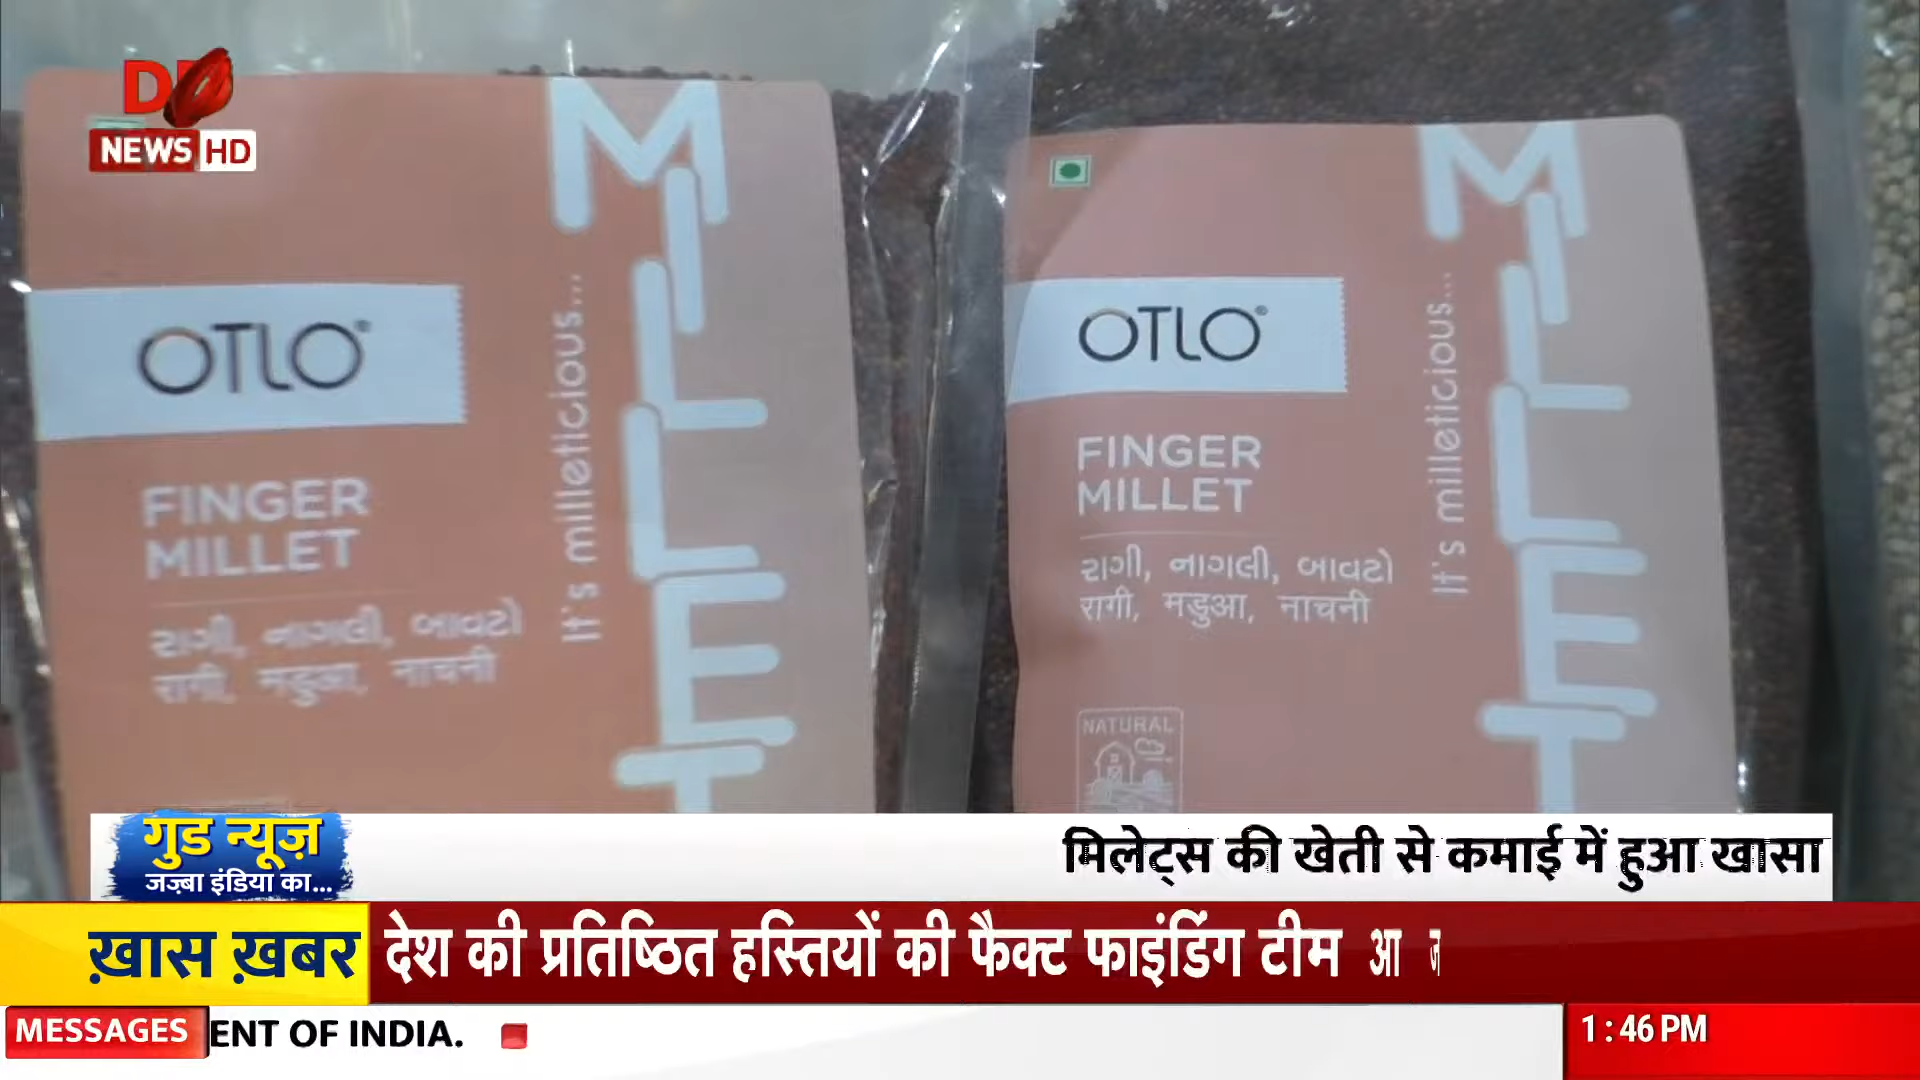 DD
NEWS HD
MILLET
It's milleticious...
OTLO®
FINGER
MILLET
રાગી, નાગલી, બાવટો
रागी, मडुआ, नाचनी
MILLET
It's milleticious...
OTLO®
FINGER
MILLET
રાગી, નાગલી, બાવટો
रागी, मडुआ, नाचनी
NATURAL
गुड न्यूज़
जज़्बा इंडिया का...
मिलेट्स की खेती से कमाई में हुआ खासा
ख़ास ख़बर
देश की प्रतिष्ठित हस्तियों की फैक्ट फाइंडिंग टीम आ
MESSAGES
ENT OF INDIA.
1:46 PM